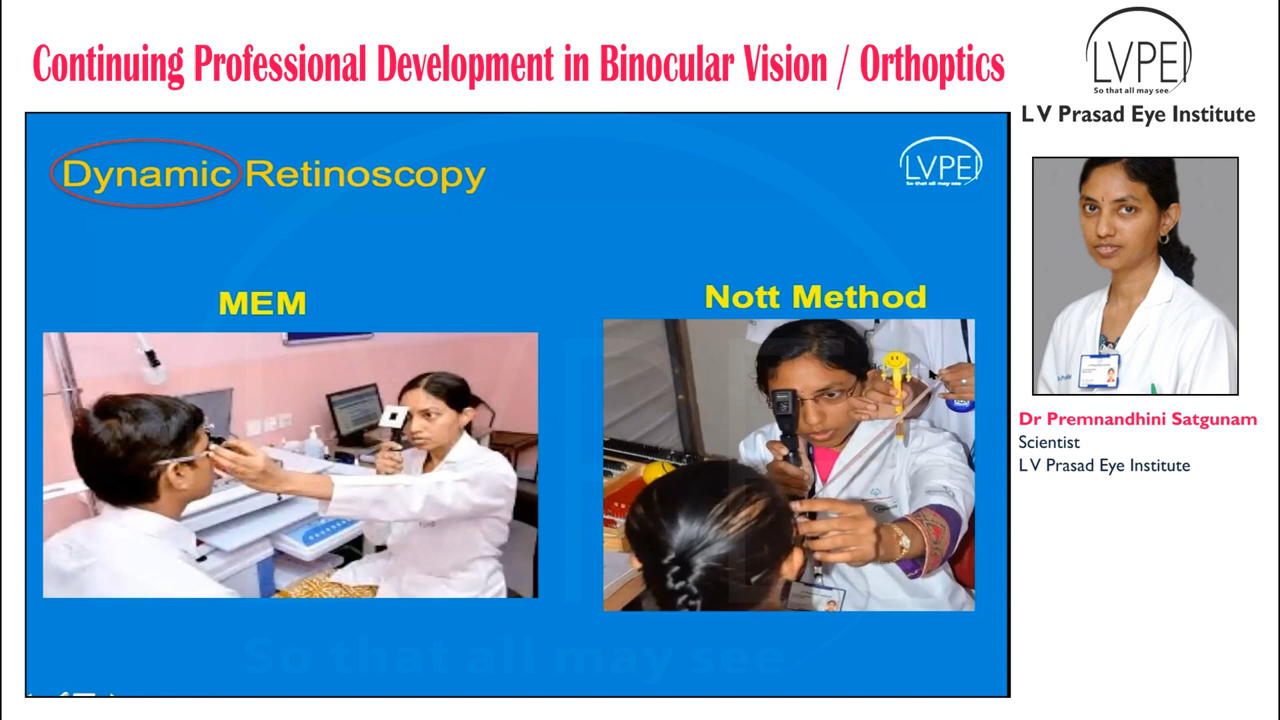 Continuing Professional Development in Binocular Vision / Orthoptics
LVPEI
So that all may see
L V Prasad Eye Institute
Dynamic Retinoscopy
LVPEI
So that all may see
MEM
Nott Method
Dr Premnandhini Satgunam
Scientist
L V Prasad Eye Institute
So that all may see